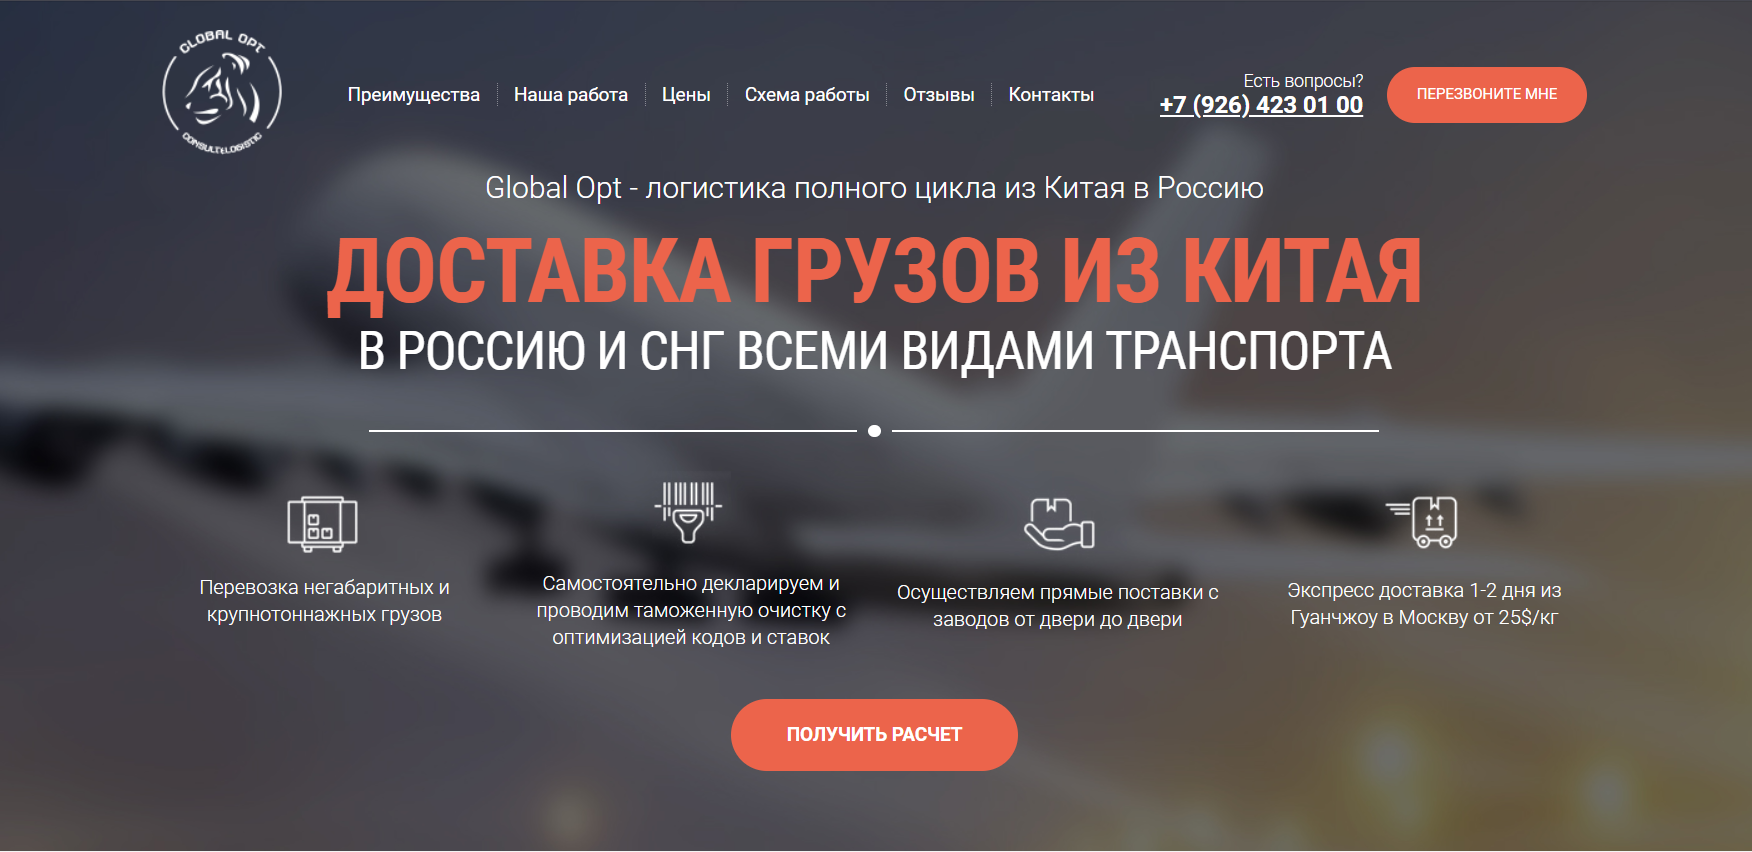 GLOBAL OPT
CONSULT&LOGISTIC
Преимущества
Наша работа
Цены
Схема работы
Отзывы
Контакты
Есть вопросы?
+7 (926) 423 01 00
ПЕРЕЗВОНИТЕ МНЕ
Global Opt - логистика полного цикла из Китая в Россию
ДОСТАВКА ГРУЗОВ ИЗ КИТАЯ
В РОССИЮ И СНГ ВСЕМИ ВИДАМИ ТРАНСПОРТА
Перевозка негабаритных и
крупнотоннажных грузов
Самостоятельно декларируем и
проводим таможенную очистку с
оптимизацией кодов и ставок
Осуществляем прямые поставки с
заводов от двери до двери
Экспресс доставка 1-2 дня из
Гуанчжоу в Москву от 25$/кг
ПОЛУЧИТЬ РАСЧЕТ